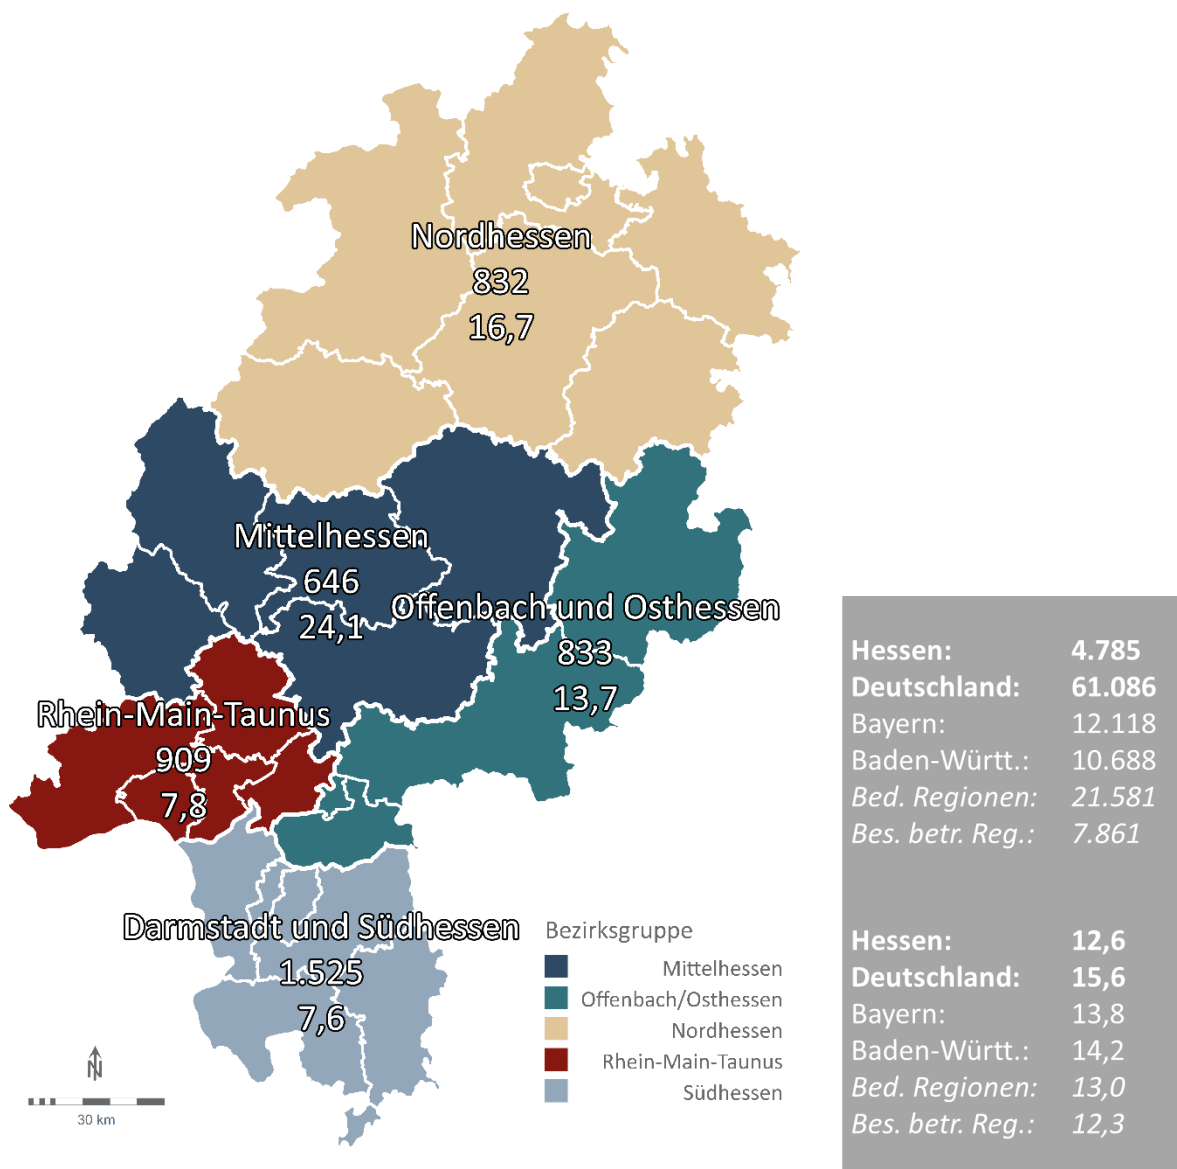 Nordhessen
832
16,7
Mittelhessen
646
24,1
Offenbach und Osthessen
833
13,7
Rhein-Main-Taunus
909
7,8
Darmstadt und Südhessen
1.525
7,6
Bezirksgruppe
Mittelhessen
Offenbach/Osthessen
Nordhessen
Rhein-Main-Taunus
Südhessen
N
30 km
Hessen: 4.785
Deutschland: 61.086
Bayern: 12.118
Baden-Württ.: 10.688
Bed. Regionen: 21.581
Bes. betr. Reg.: 7.861
Hessen: 12,6
Deutschland: 15,6
Bayern: 13,8
Baden-Württ.: 14,2
Bed. Regionen: 13,0
Bes. betr. Reg.: 12,3